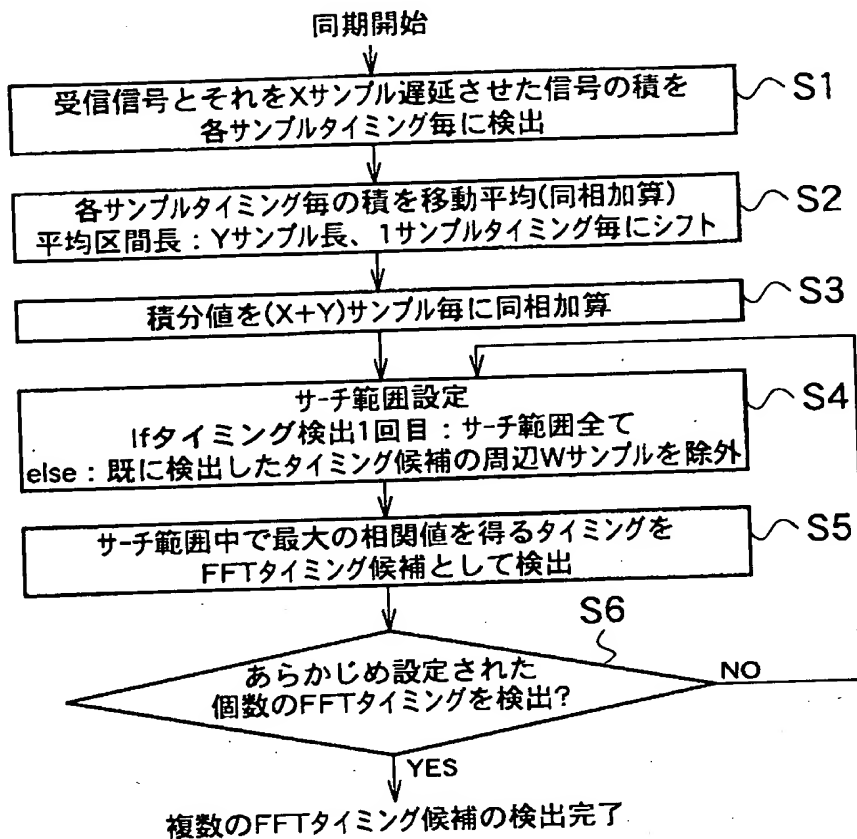 同期開始
受信信号とそれをXサンプル遅延させた信号の積を
各サンプルタイミング毎に検出
S1
各サンプルタイミング毎の積を移動平均(同相加算)
平均区間長：Yサンプル長、1サンプルタイミング毎にシフト
S2
積分値を(X+Y)サンプル毎に同相加算
S3
サーチ範囲設定
Ifタイミング検出1回目：サーチ範囲全て
else：既に検出したタイミング候補の周辺Wサンプルを除外
S4
サーチ範囲中で最大の相関値を得るタイミングを
FFTタイミング候補として検出
S5
S6
あらかじめ設定された
個数のFFTタイミングを検出?
NO
YES
複数のFFTタイミング候補の検出完了